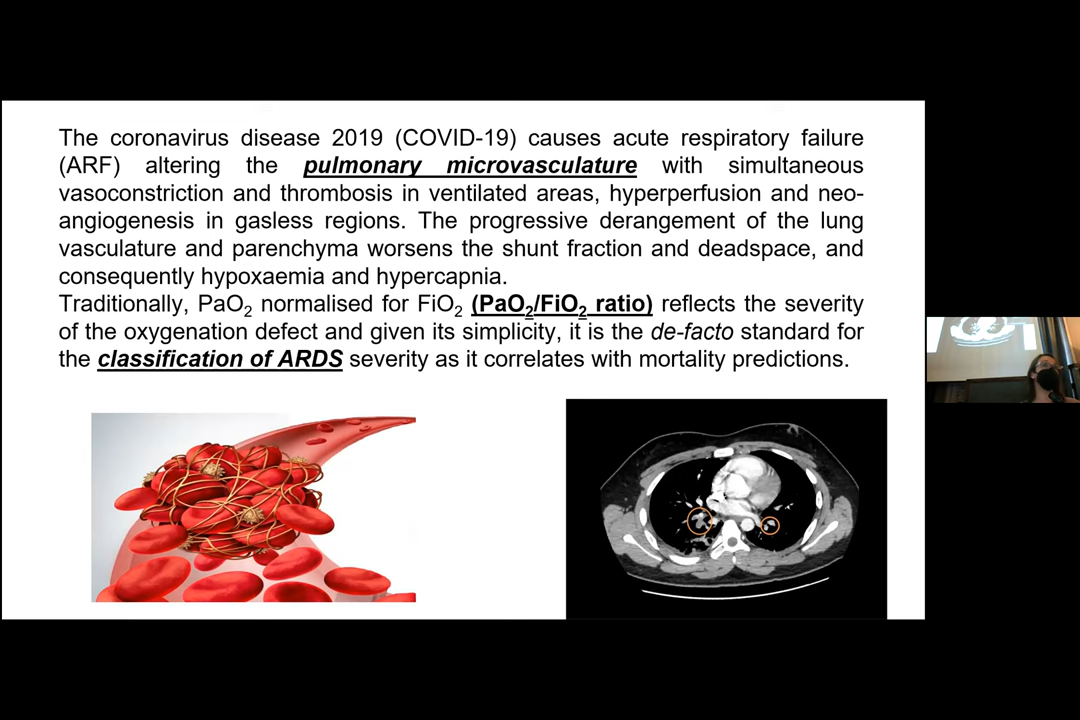 The coronavirus disease 2019 (COVID-19) causes acute respiratory failure
(ARF) altering the pulmonary microvasculature with simultaneous
vasoconstriction and thrombosis in ventilated areas, hyperperfusion and neo-
angiogenesis in gasless regions. The progressive derangement of the lung
vasculature and parenchyma worsens the shunt fraction and deadspace, and
consequently hypoxaemia and hypercapnia.
Traditionally, PaO2 normalised for FiO2 (PaO2/FiO2 ratio) reflects the severity
of the oxygenation defect and given its simplicity, it is the de-facto standard for
the classification of ARDS severity as it correlates with mortality predictions.